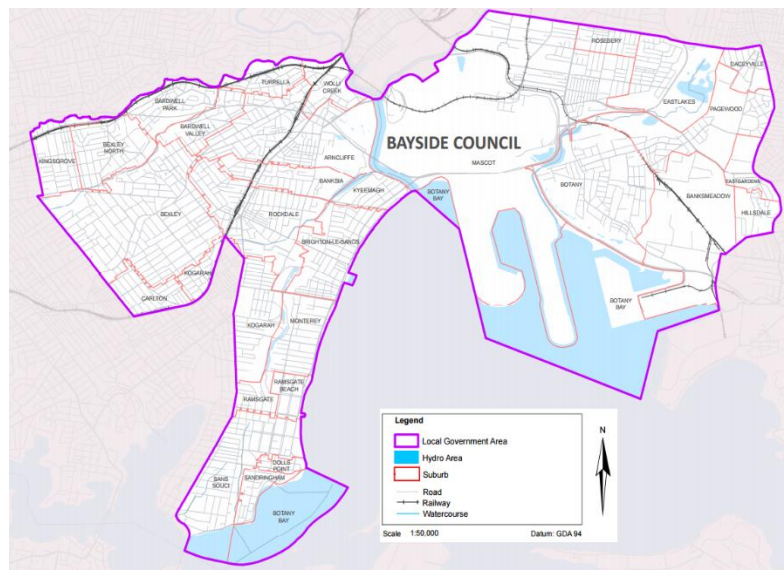 ROSEBERY
DACEYVILLE
TURRELLA
WOLLI
CREEK
EASTLAKES
PAGEWOOD
BARDWELL
PARK
BARDWELL
VALLEY
BEXLEY
NORTH
KINGSGROVE
BAYSIDE COUNCIL
MASCOT
ARNCLIFFE
BANKSIA
KYEEMAGH
BOTANY
BAY
BOTANY
BANKSMEADOW
EASTGARDENS
HILLSDALE
BEXLEY
ROCKDALE
BRIGHTON-LE-SANDS
KOGARAH
CARLTON
BOTANY
BAY
KOGARAH
MONTEREY
RAMSGATE
BEACH
RAMSGATE
DOLLS
POINT
SANS
SOUCI
SANDRINGHAM
BOTANY
BAY
Legend
Local Government Area
Hydro Area
Suburb
Road
Railway
Watercourse
N
Scale 1:50,000
Datum: GDA 94